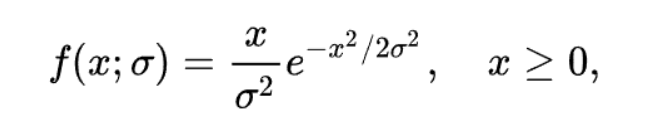 f(x; σ) = x/σ² e^{−x²/2σ²}, x ≥ 0,